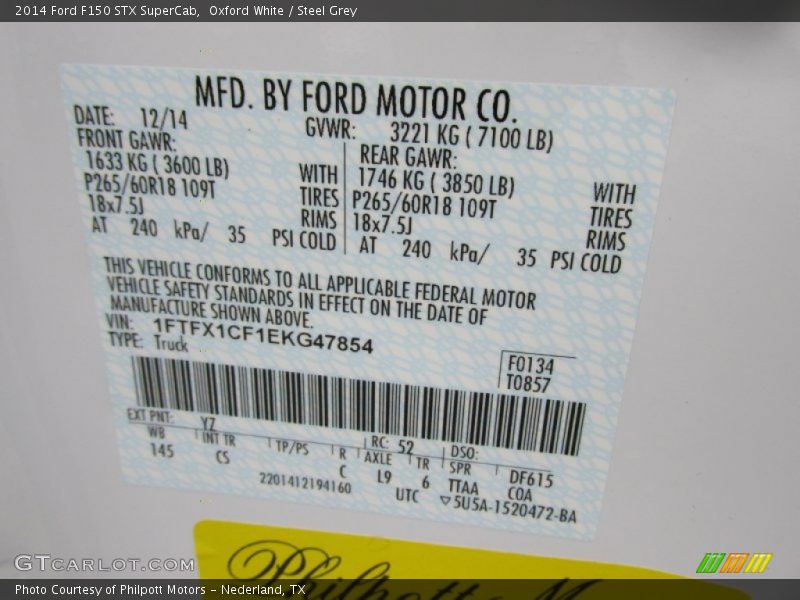 2014 Ford F150 STX SuperCab, Oxford White / Steel Grey
MFD. BY FORD MOTOR CO.
DATE: 12/14
GVWR: 3221 KG ( 7100 LB)
FRONT GAWR:
1633 KG ( 3600 LB) WITH
P265/60R18 109T TIRES
18x7.5J RIMS
AT 240 kPa/ 35 PSI COLD
REAR GAWR:
1746 KG ( 3850 LB) WITH
P265/60R18 109T TIRES
18x7.5J RIMS
AT 240 kPa/ 35 PSI COLD
THIS VEHICLE CONFORMS TO ALL APPLICABLE FEDERAL MOTOR
VEHICLE SAFETY STANDARDS IN EFFECT ON THE DATE OF
MANUFACTURE SHOWN ABOVE.
VIN: 1FTFX1CF1EKG47854
TYPE: Truck
F0134
T0857
EXT PNT: YZ RC: 52 DSO:
WB INT TR TP/PS R AXLE TR SPR DF615
145 CS C L9 6 TTAA COA
2201412194160 UTC ▽5U5A-1520472-BA
Philpott M
GTCARLOT.COM
Photo Courtesy of Philpott Motors - Nederland, TX